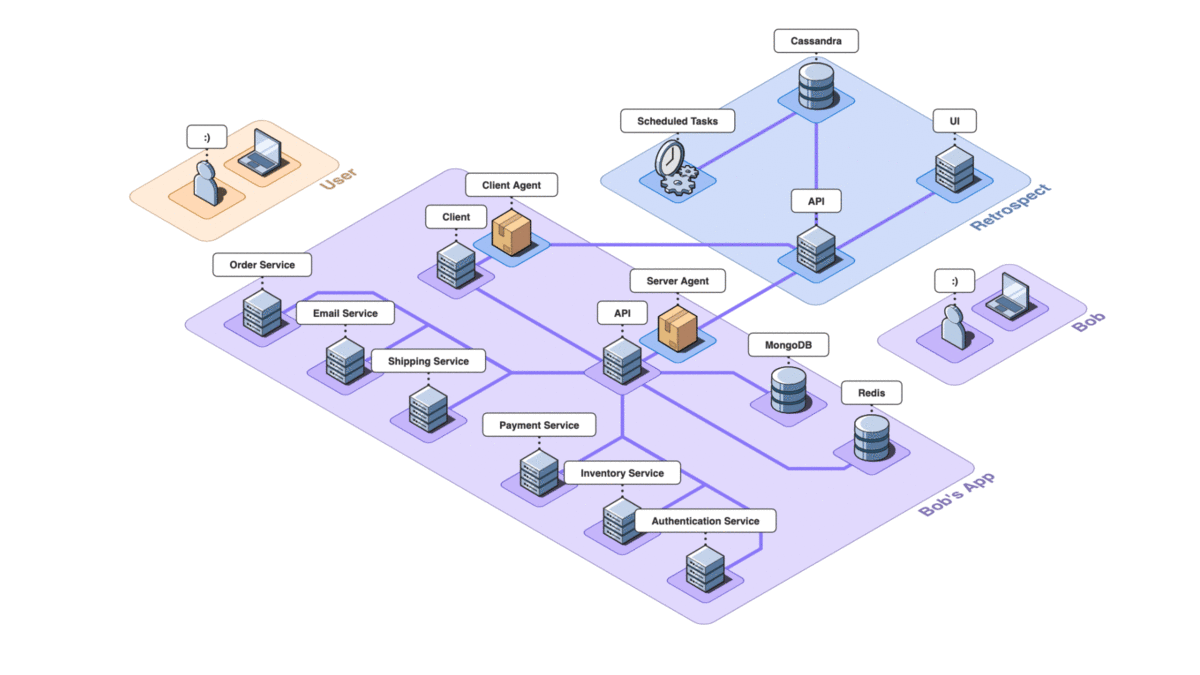 Cassandra
Scheduled Tasks
UI
:)
User
Client Agent
Retrospect
API
Client
Order Service
Server Agent
:)
Email Service
API
Bob
MongoDB
Shipping Service
Redis
Payment Service
Inventory Service
Bob's App
Authentication Service